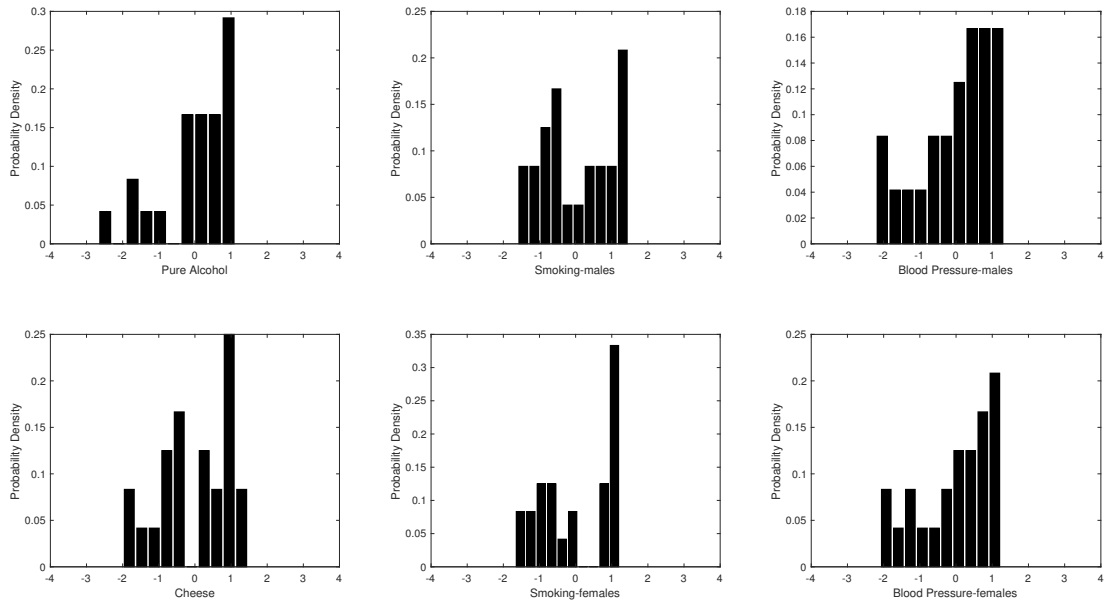 0.3
0.25
0.2
0.15
0.1
0.05
0
Probability Density
-4 -3 -2 -1 0 1 2 3 4
Pure Alcohol
0.25
0.2
0.15
0.1
0.05
0
Probability Density
-4 -3 -2 -1 0 1 2 3 4
Smoking-males
0.18
0.16
0.14
0.12
0.1
0.08
0.06
0.04
0.02
0
Probability Density
-4 -3 -2 -1 0 1 2 3 4
Blood Pressure-males
0.25
0.2
0.15
0.1
0.05
0
Probability Density
-4 -3 -2 -1 0 1 2 3 4
Cheese
0.35
0.3
0.25
0.2
0.15
0.1
0.05
0
Probability Density
-4 -3 -2 -1 0 1 2 3 4
Smoking-females
0.25
0.2
0.15
0.1
0.05
0
Probability Density
-4 -3 -2 -1 0 1 2 3 4
Blood Pressure-females